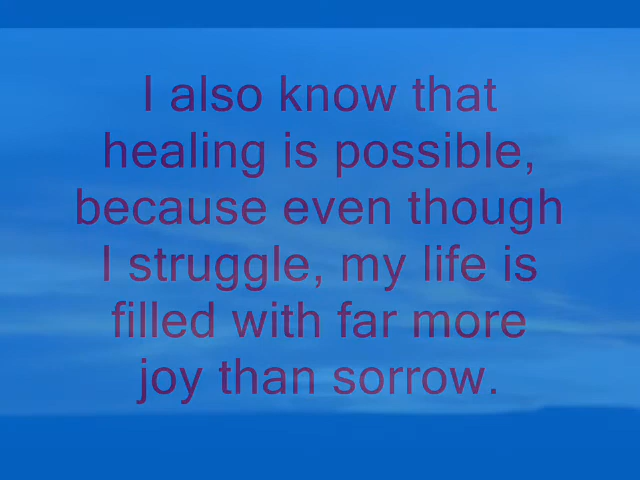 I also know that
healing is possible,
because even though
I struggle, my life is
filled with far more
joy than sorrow.